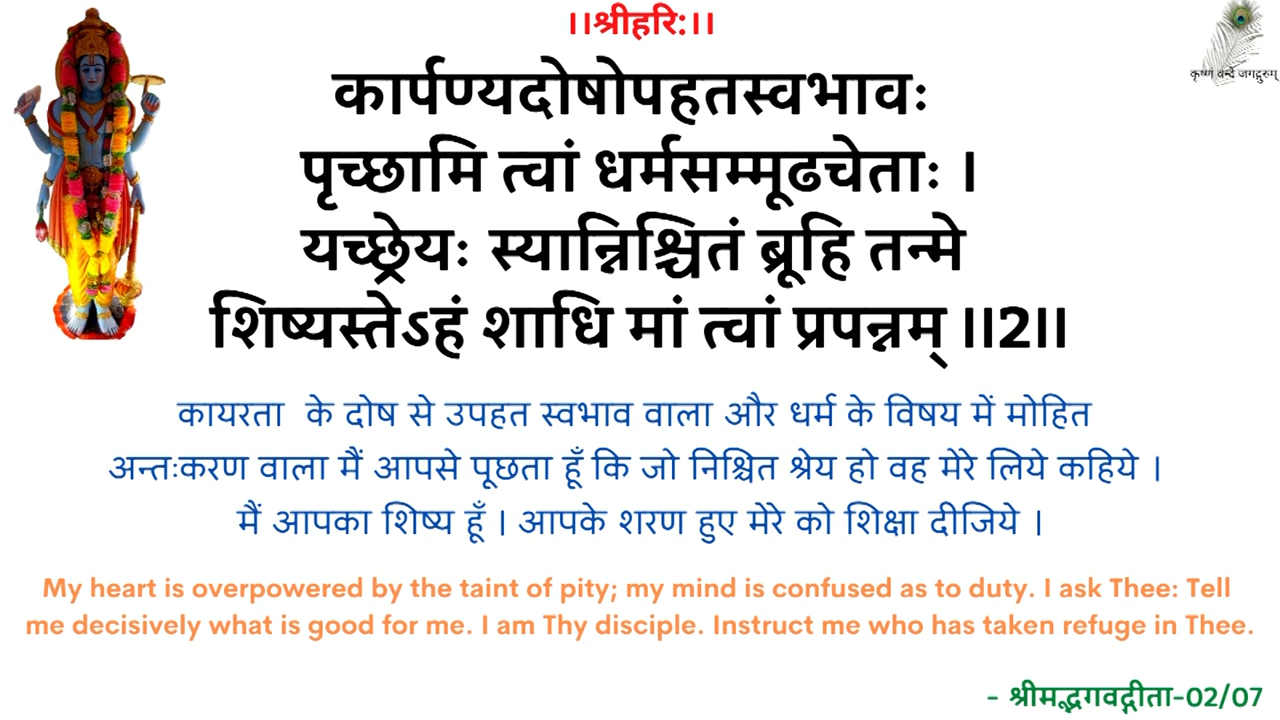 ।।श्रीहरि:।।
कृष्णं वन्दे जगद्गुरुम्
कार्पण्यदोषोपहतस्वभावः
पृच्छामि त्वां धर्मसम्मूढचेताः ।
यच्छ्रेयः स्यान्निश्चितं ब्रूहि तन्मे
शिष्यस्तेऽहं शाधि मां त्वां प्रपन्नम् ।।2।।
कायरता के दोष से उपहत स्वभाव वाला और धर्म के विषय में मोहित
अन्तःकरण वाला मैं आपसे पूछता हूँ कि जो निश्चित श्रेय हो वह मेरे लिये कहिये ।
मैं आपका शिष्य हूँ । आपके शरण हुए मेरे को शिक्षा दीजिये ।
My heart is overpowered by the taint of pity; my mind is confused as to duty. I ask Thee: Tell
me decisively what is good for me. I am Thy disciple. Instruct me who has taken refuge in Thee.
- श्रीमद्भगवद्गीता-02/07